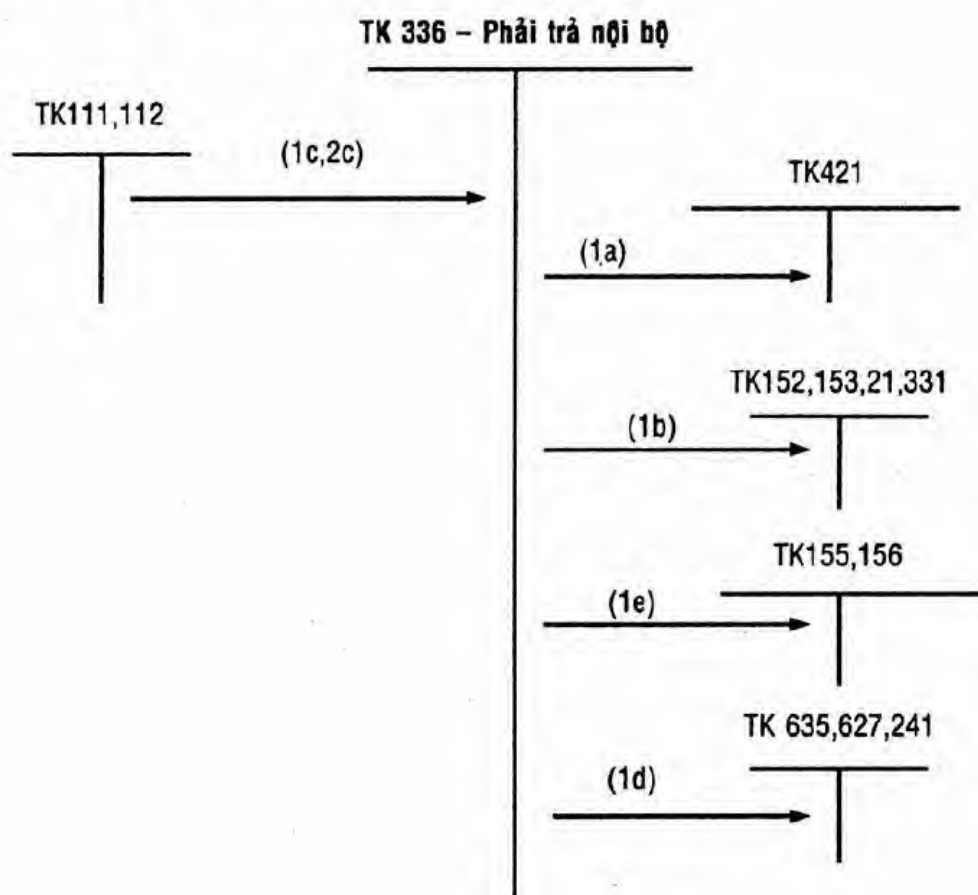 TK 336 – Phải trả nội bộ
TK111,112
(1c,2c)
TK421
(1a)
TK152,153,21,331
(1b)
TK155,156
(1e)
TK 635,627,241
(1d)